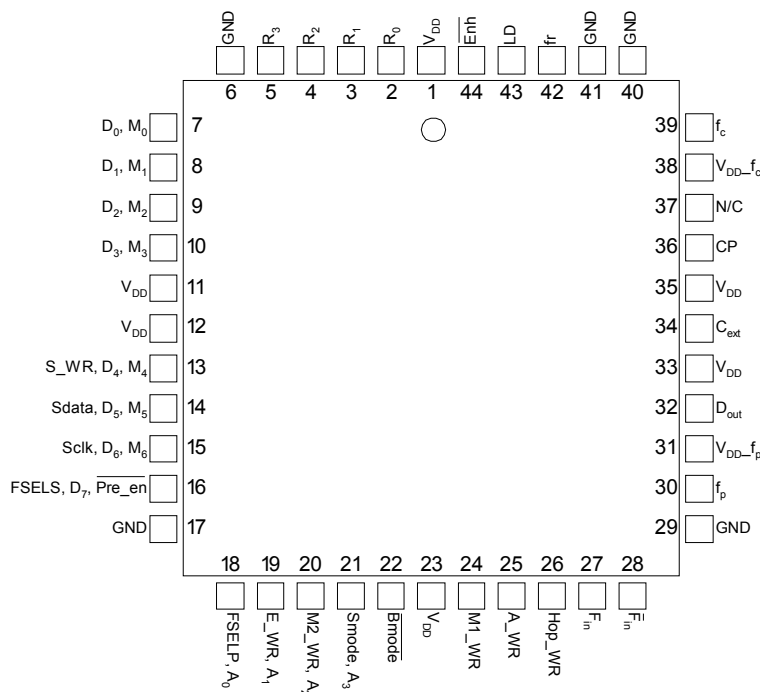 GND
R3
R2
R1
R0
VDD
Enh
LD
fr
GND
GND
6 5 4 3 2 1 44 43 42 41 40
D0, M0 7
D1, M1 8
D2, M2 9
D3, M3 10
VDD 11
VDD 12
S_WR, D4, M4 13
Sdata, D5, M5 14
Sclk, D6, M6 15
FSELS, D7, Pre_en 16
GND 17
39 fc
38 VDD_fc
37 N/C
36 CP
35 VDD
34 Cext
33 VDD
32 Dout
31 VDD_fp
30 fp
29 GND
18 19 20 21 22 23 24 25 26 27 28
FSELP, A0
E_WR, A1
M2_WR, A
Smode, A3
Bmode
VDD
M1_WR
A_WR
Hop_WR
Fin
Fin